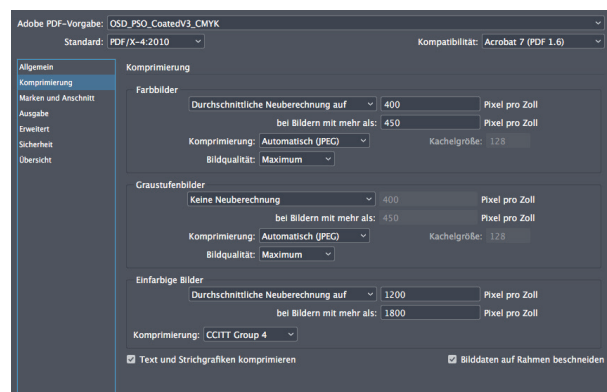 Adobe PDF-Vorgabe: OSD_PSO_CoatedV3_CMYK
Standard: PDF/X-4:2010 Kompatibilität: Acrobat 7 (PDF 1.6)
Allgemein
Komprimierung
Marken und Anschnitt
Ausgabe
Erweitert
Sicherheit
Übersicht
Komprimierung
Farbbilder
Durchschnittliche Neuberechnung auf 400 Pixel pro Zoll
bei Bildern mit mehr als: 450 Pixel pro Zoll
Komprimierung: Automatisch (JPEG) Kachelgröße: 128
Bildqualität: Maximum
Graustufenbilder
Keine Neuberechnung 400 Pixel pro Zoll
bei Bildern mit mehr als: 450 Pixel pro Zoll
Komprimierung: Automatisch (JPEG) Kachelgröße: 128
Bildqualität: Maximum
Einfarbige Bilder
Durchschnittliche Neuberechnung auf 1200 Pixel pro Zoll
bei Bildern mit mehr als: 1800 Pixel pro Zoll
Komprimierung: CCITT Group 4
Text und Strichgrafiken komprimieren Bilddaten auf Rahmen beschneiden